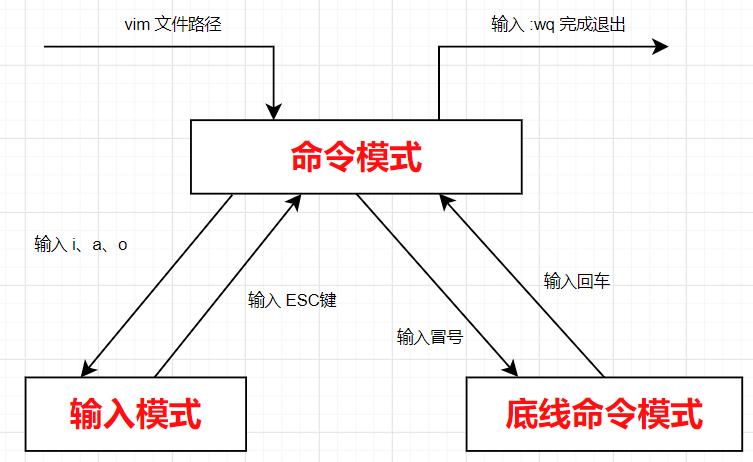 vim 文件路径
输入 :wq 完成退出
命令模式
输入 i、a、o
输入 ESC键
输入冒号
输入回车
输入模式
底线命令模式